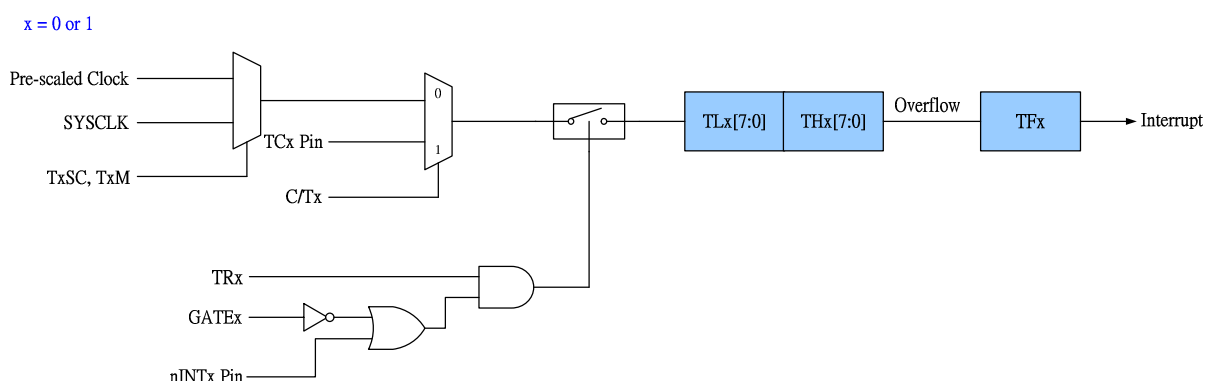 x = 0 or 1
Pre-scaled Clock
SYSCLK
TxSC, TxM
TCx Pin
C/Tx
0
1
TLx[7:0]
THx[7:0]
Overflow
TFx
Interrupt
TRx
GATEx
nINTx Pin